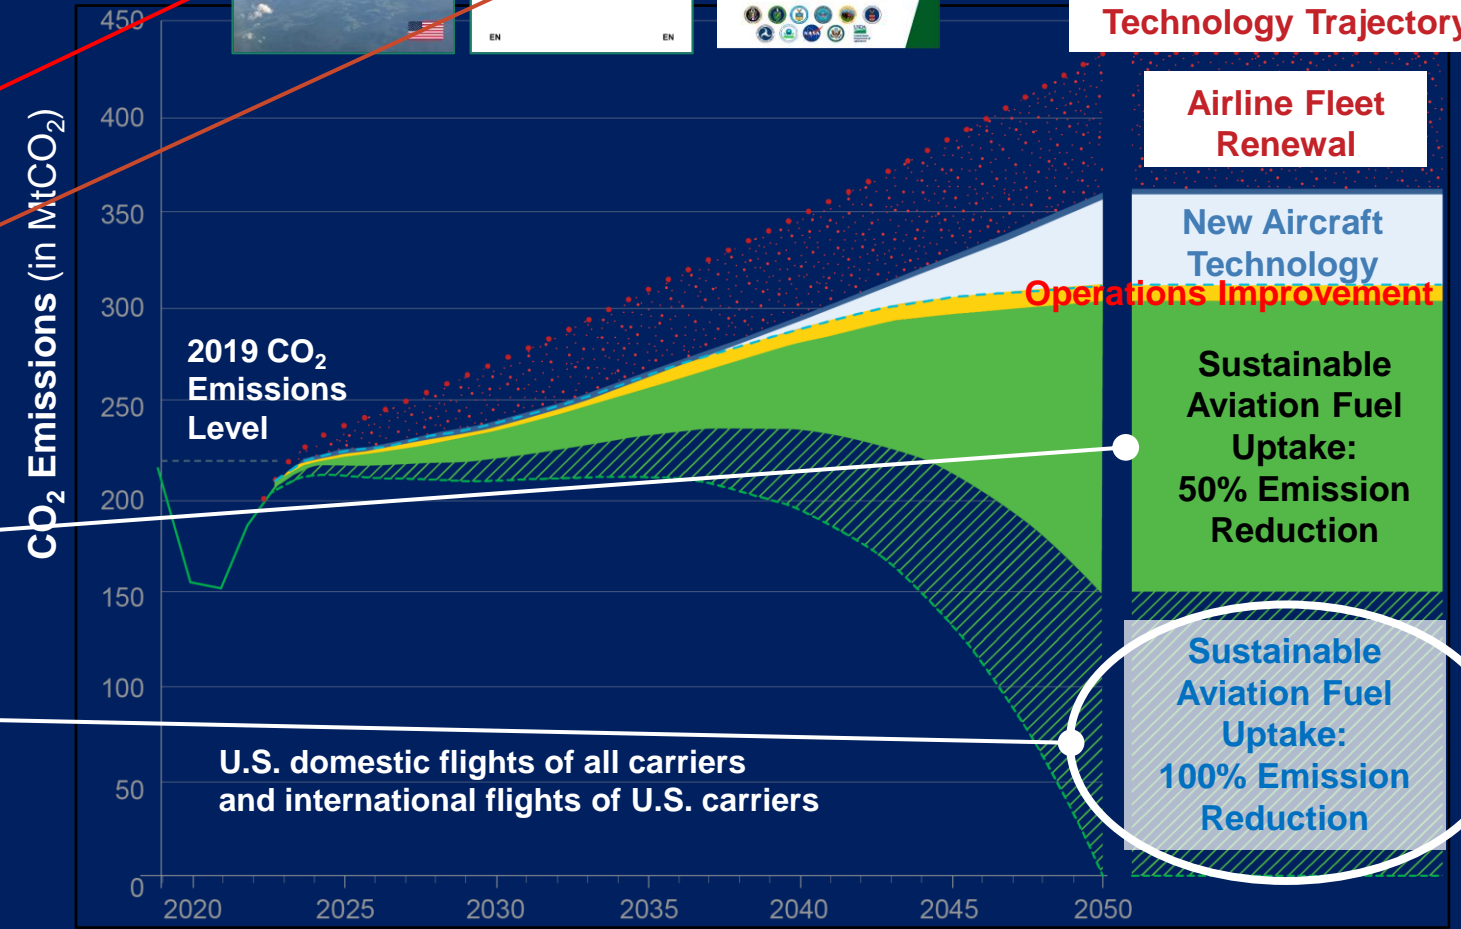 EN EN
NASA
USDA
Technology Trajectory
Airline Fleet
Renewal
New Aircraft
Technology
Operations Improvement
Sustainable
Aviation Fuel
Uptake:
50% Emission
Reduction
Sustainable
Aviation Fuel
Uptake:
100% Emission
Reduction
CO₂ Emissions (in MtCO₂)
450
400
350
300
250
200
150
100
50
0
2019 CO₂
Emissions
Level
U.S. domestic flights of all carriers
and international flights of U.S. carriers
2020 2025 2030 2035 2040 2045 2050